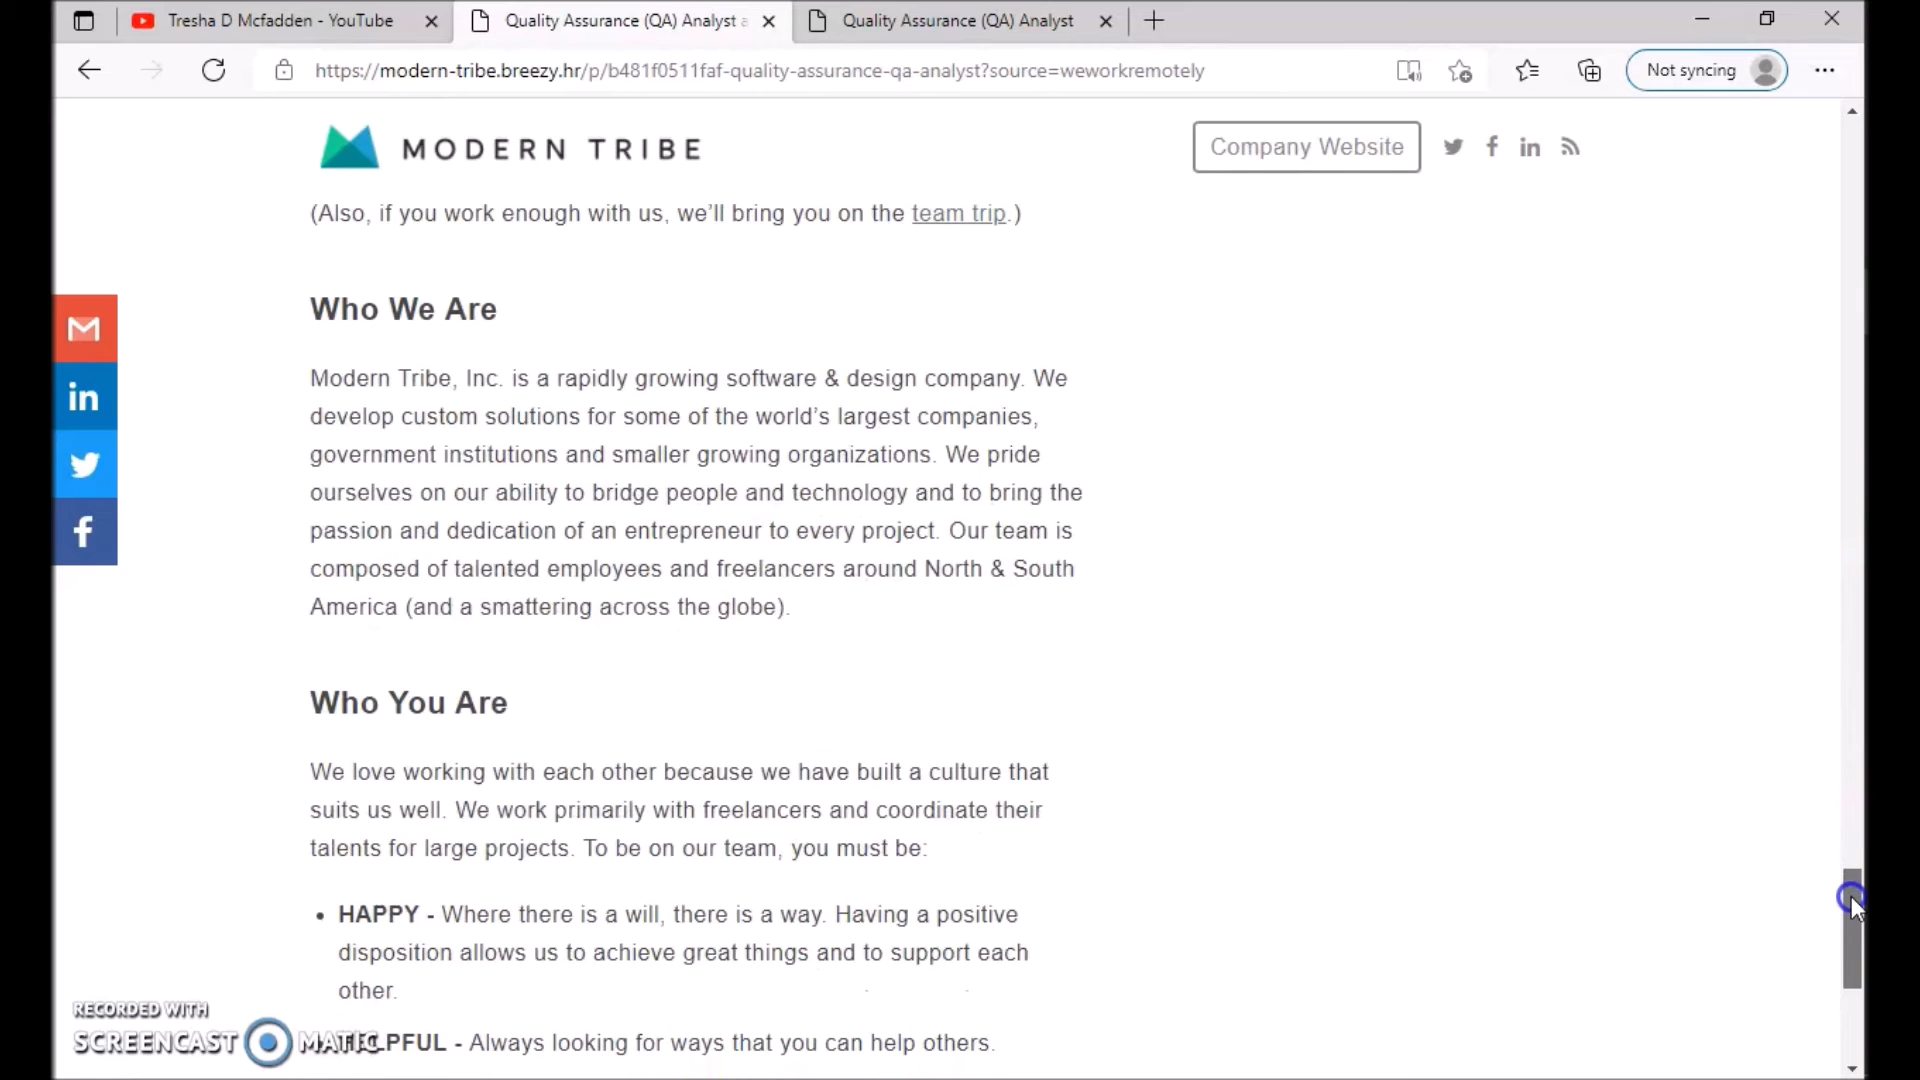 Tresha D Mcfadden - YouTube
Quality Assurance (QA) Analyst a
Quality Assurance (QA) Analyst
https://modern-tribe.breezy.hr/p/b481f0511faf-quality-assurance-qa-analyst?source=weworkremotely
Not syncing
MODERN TRIBE
Company Website
(Also, if you work enough with us, we’ll bring you on the team trip.)
Who We Are
Modern Tribe, Inc. is a rapidly growing software & design company. We
develop custom solutions for some of the world’s largest companies,
government institutions and smaller growing organizations. We pride
ourselves on our ability to bridge people and technology and to bring the
passion and dedication of an entrepreneur to every project. Our team is
composed of talented employees and freelancers around North & South
America (and a smattering across the globe).
Who You Are
We love working with each other because we have built a culture that
suits us well. We work primarily with freelancers and coordinate their
talents for large projects. To be on our team, you must be:
• HAPPY - Where there is a will, there is a way. Having a positive
disposition allows us to achieve great things and to support each
other.
HELPFUL - Always looking for ways that you can help others.
RECORDED WITH
SCREENCAST MATIC